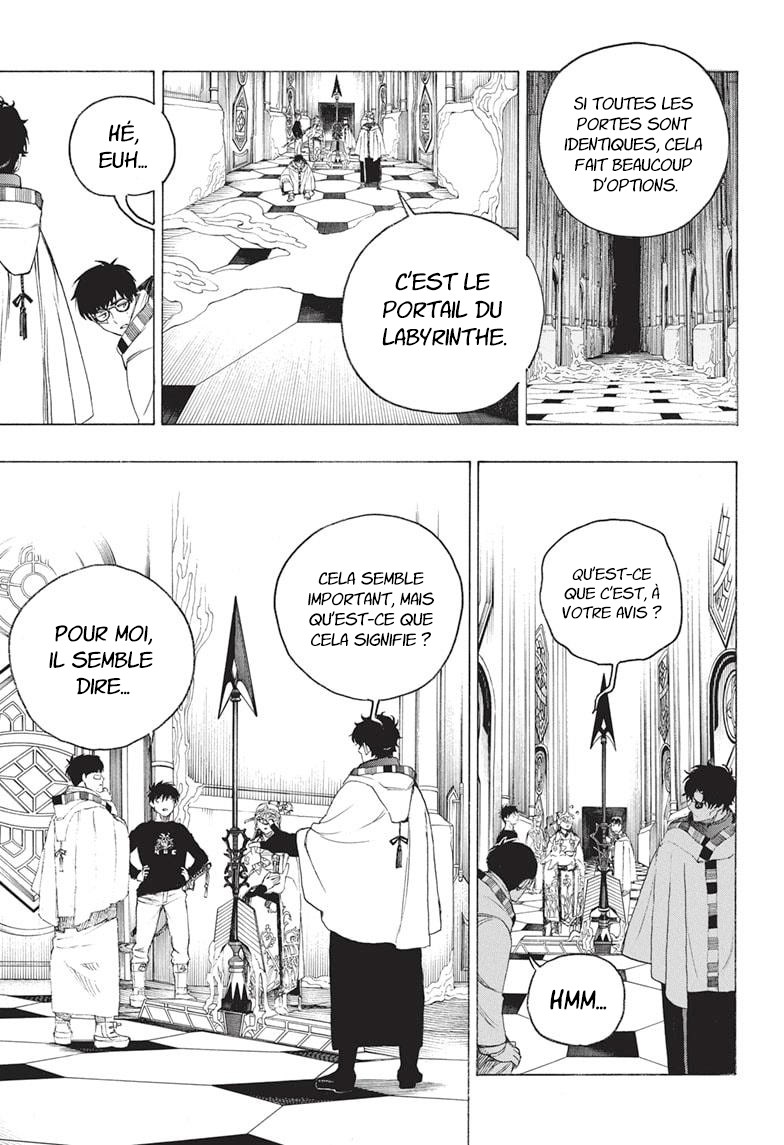 SI TOUTES LES
PORTES SONT
IDENTIQUES, CELA
FAIT BEAUCOUP
D'OPTIONS.
C'EST LE
PORTAIL DU
LABYRINTHE.
HÉ,
EUH...
QU'EST-CE
QUE C'EST, À
VOTRE AVIS ?
HMM...
CELA SEMBLE
IMPORTANT, MAIS
QU'EST-CE QUE
CELA SIGNIFIE ?
POUR MOI,
IL SEMBLE
DIRE...